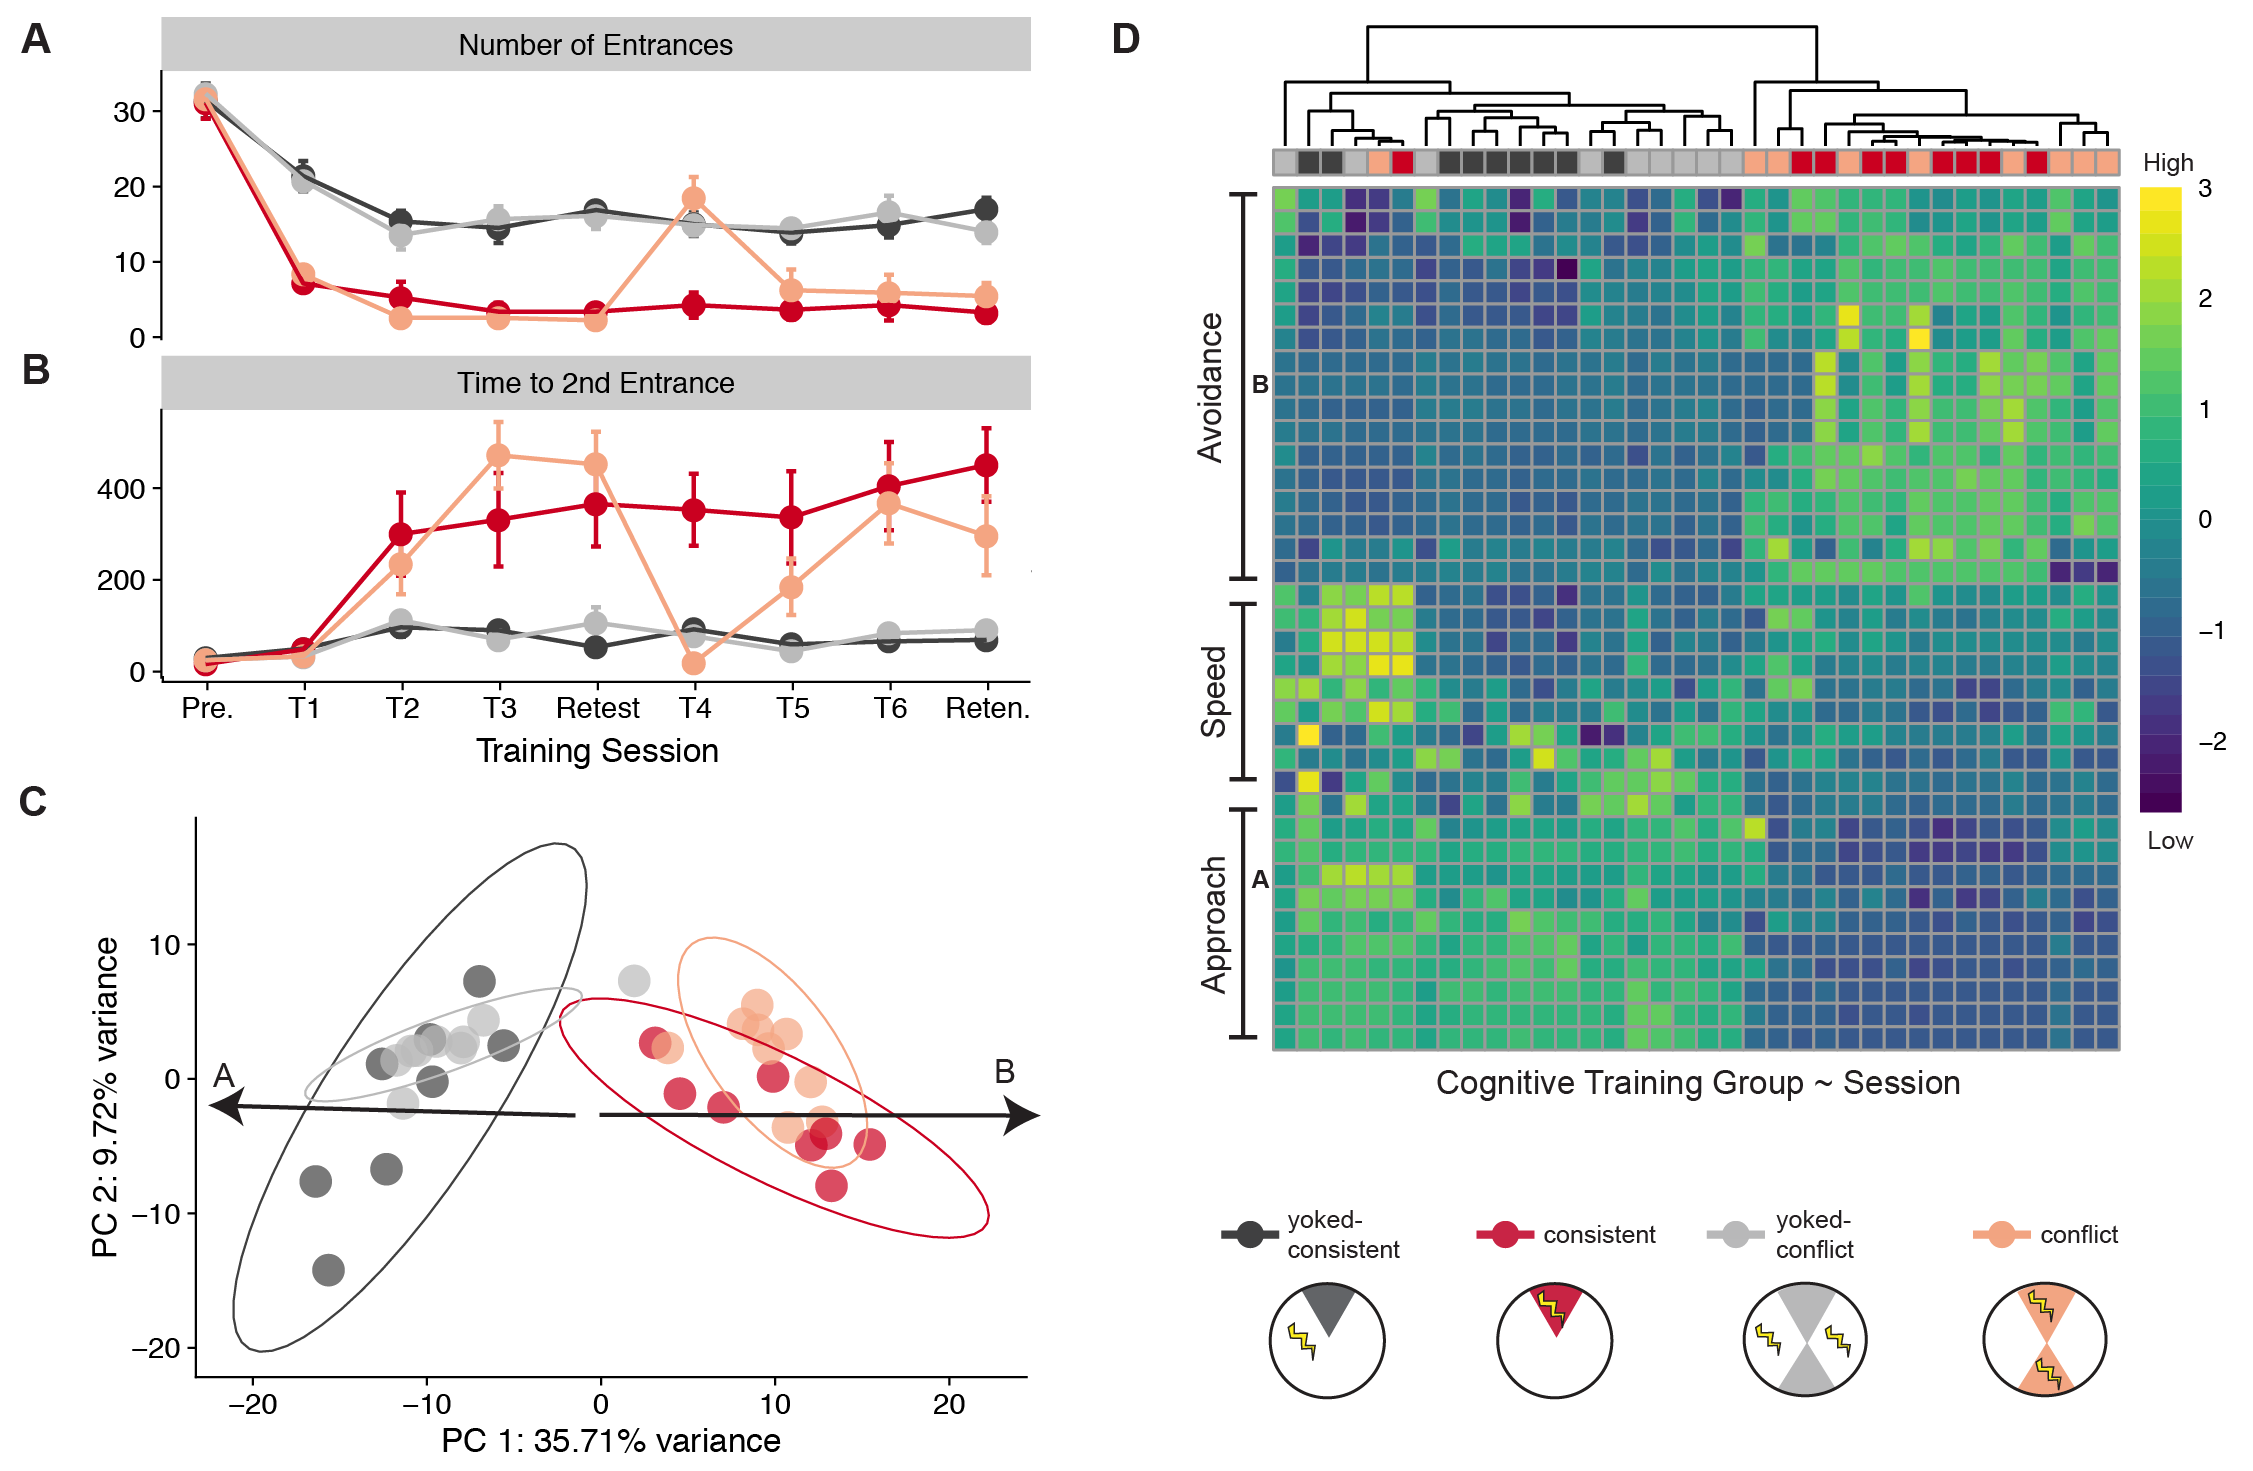 A
Number of Entrances
30
20
10
0
B
Time to 2nd Entrance
400
200
0
Pre. T1 T2 T3 Retest T4 T5 T6 Reten.
Training Session
C
PC 2: 9.72% variance
10
0
−10
−20
A
B
−20 −10 0 10 20
PC 1: 35.71% variance
D
High
3
2
1
0
−1
−2
Low
Avoidance
B
Speed
Approach
A
Cognitive Training Group ~ Session
yoked-
consistent
consistent
yoked-
conflict
conflict